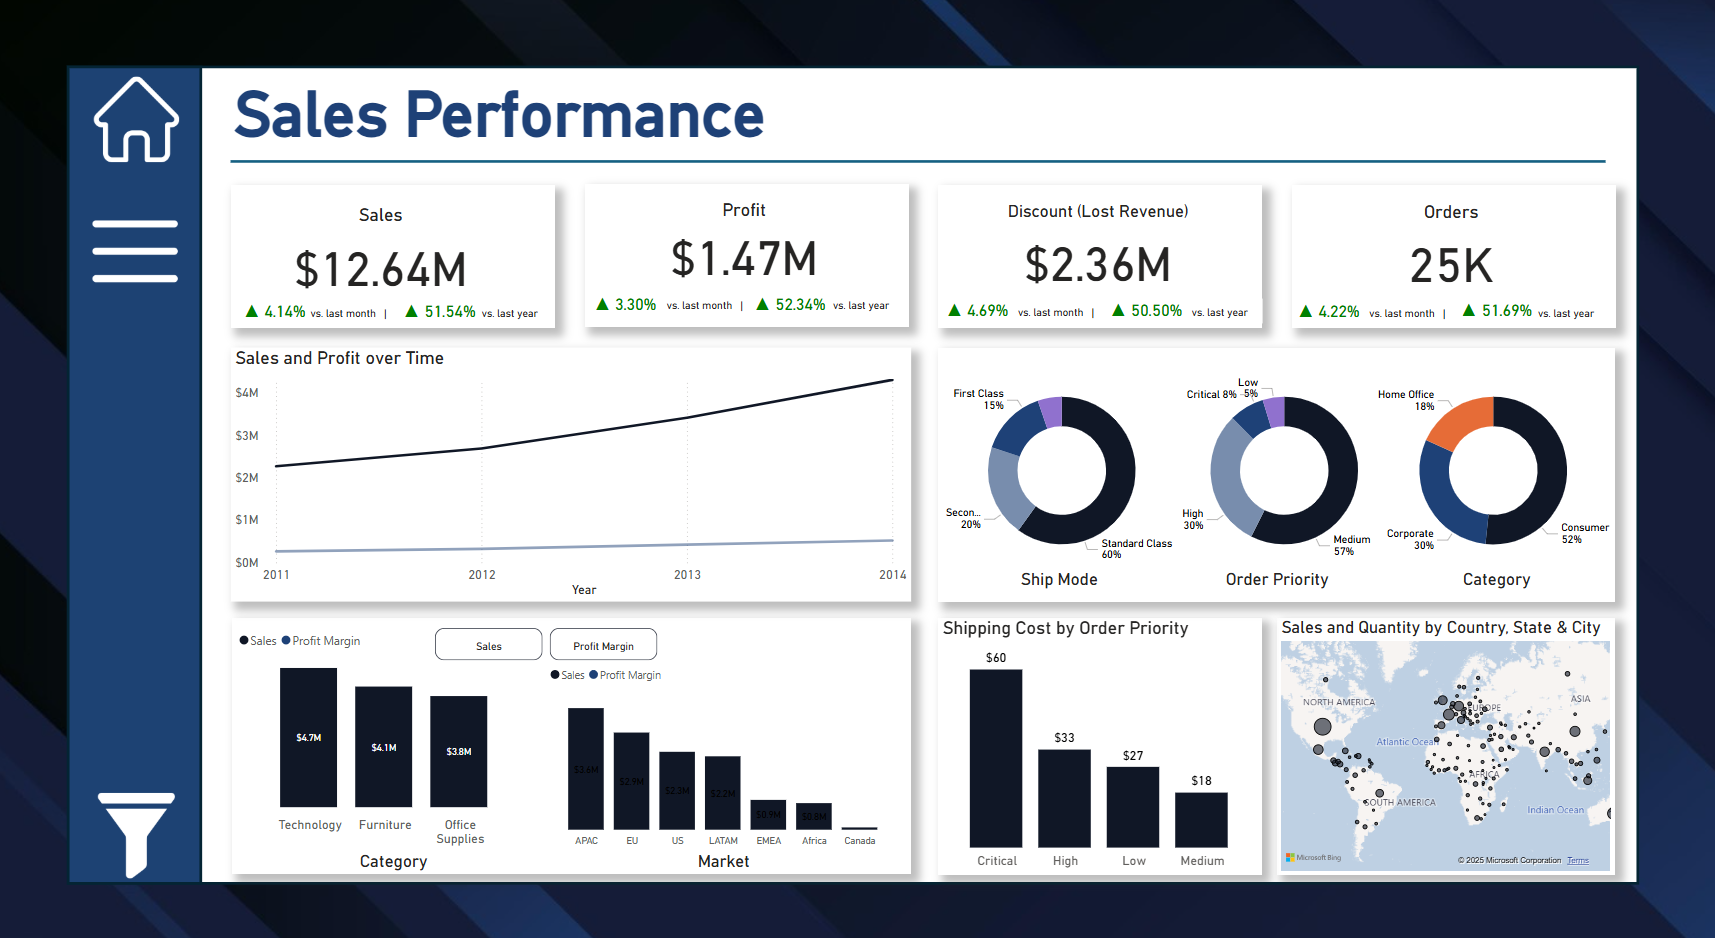 Sales Performance
Sales
$12.64M
▲ 4.14% vs. last month | ▲ 51.54% vs. last year
Profit
$1.47M
▲ 3.30% vs. last month | ▲ 52.34% vs. last year
Discount (Lost Revenue)
$2.36M
▲ 4.69% vs. last month | ▲ 50.50% vs. last year
Orders
25K
▲ 4.22% vs. last month | ▲ 51.69% vs. last year
Sales and Profit over Time
$4M
$3M
$2M
$1M
$0M
2011 2012 2013 2014
Year
First Class
15%
Secon...
20%
Standard Class
60%
Ship Mode
Low
5%
Critical 8%
High
30%
Medium
57%
Order Priority
Home Office
18%
Corporate
30%
Consumer
52%
Category
Sales Profit Margin
Sales
Profit Margin
$4.7M $4.1M $3.8M
Technology Furniture Office
Supplies
Category
Sales Profit Margin
$3.6M $2.9M $2.3M $2.2M $0.9M $0.8M
APAC EU US LATAM EMEA Africa Canada
Market
Shipping Cost by Order Priority
$60
$33
$27
$18
Critical High Low Medium
Sales and Quantity by Country, State & City
NORTH AMERICA
EUROPE
ASIA
Atlantic Ocean
AFRICA
SOUTH AMERICA
Indian Ocean
Microsoft Bing
© 2025 Microsoft Corporation Terms